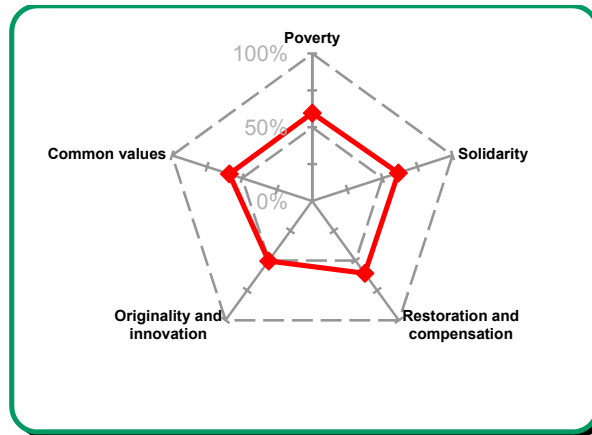 Poverty
100%
50%
0%
Common values
Solidarity
Originality and
innovation
Restoration and
compensation